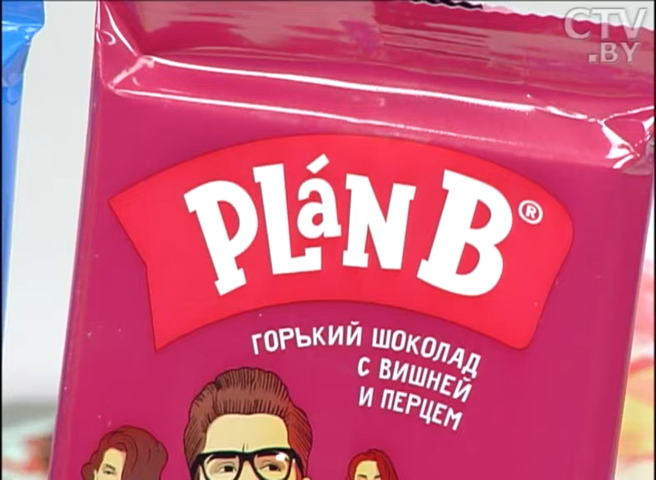 CTV
.BY
PLáN B®
ГОРЬКИЙ ШОКОЛАД
С ВИШНЕЙ
И ПЕРЦЕМ